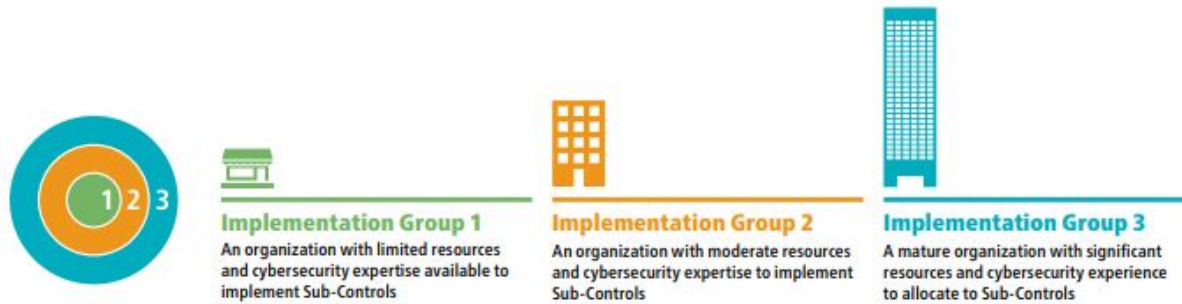 1 2 3
Implementation Group 1
An organization with limited resources
and cybersecurity expertise available to
implement Sub-Controls
Implementation Group 2
An organization with moderate resources
and cybersecurity expertise to implement
Sub-Controls
Implementation Group 3
A mature organization with significant
resources and cybersecurity experience
to allocate to Sub-Controls